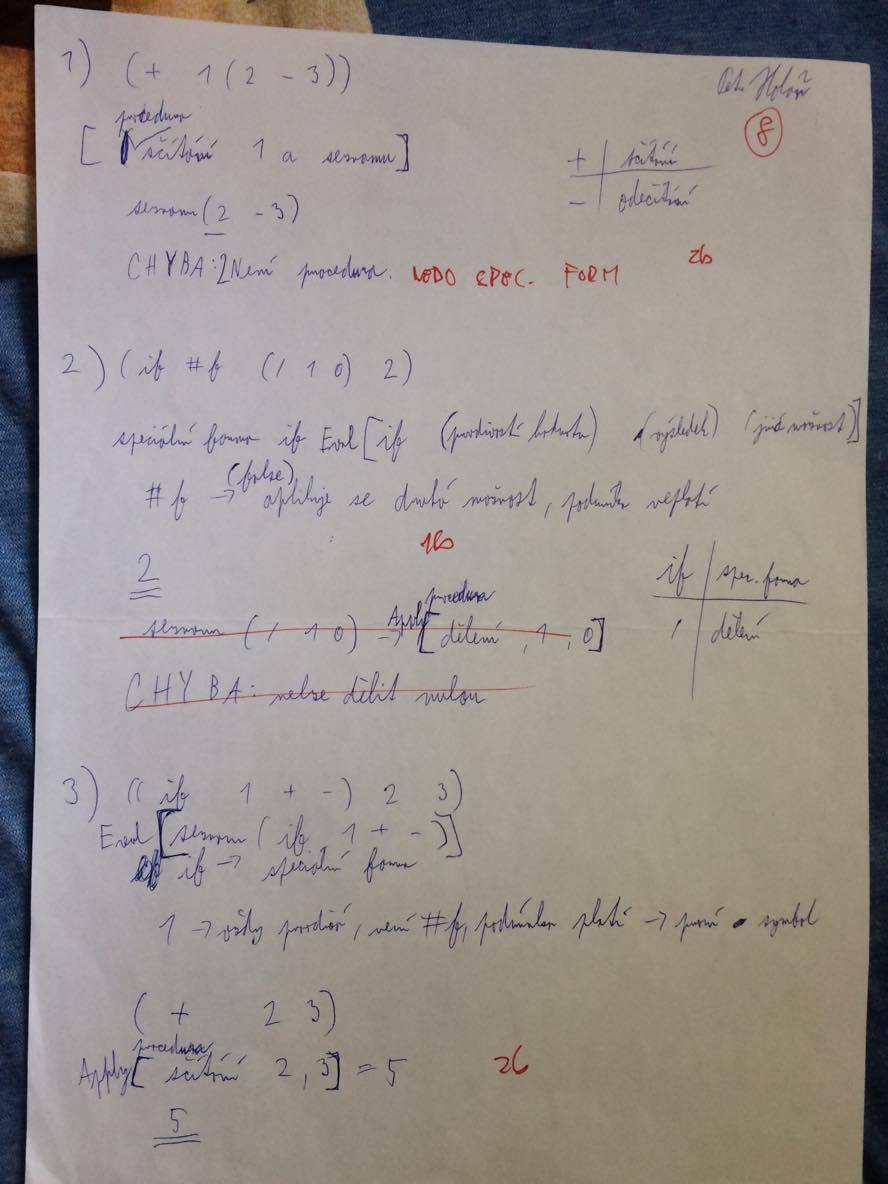 1) (+ 1 (2 - 3))
8
procedura
[ sčítání 1 a seznamu]
+ | sčítání
- | odečítání
seznam (2 - 3)
CHYBA: 2 Není procedura. NEBO SPEC. FORM 2b
2) (if #f (/ 1 0) 2)
speciální forma if Eval [if (pravdivostí hodnota) (výsledek) (jiná možnost)]
(false)
#f → aplikuje se druhá možnost, podmínka neplatí
1b
2
if | spec. forma
/ | dělení
procedura
seznam (/ 1 0) → Apply [dělení, 1, 0]
CHYBA: nelze dělit nulou
3) ((if 1 + -) 2 3)
Eval [seznam (if 1 + -)]
if → speciální forma
1 → vždy pravdivá, není #f, podmínka platí → první symbol
(+ 2 3)
procedura
Apply [sčítání 2, 3] = 5 2b
5